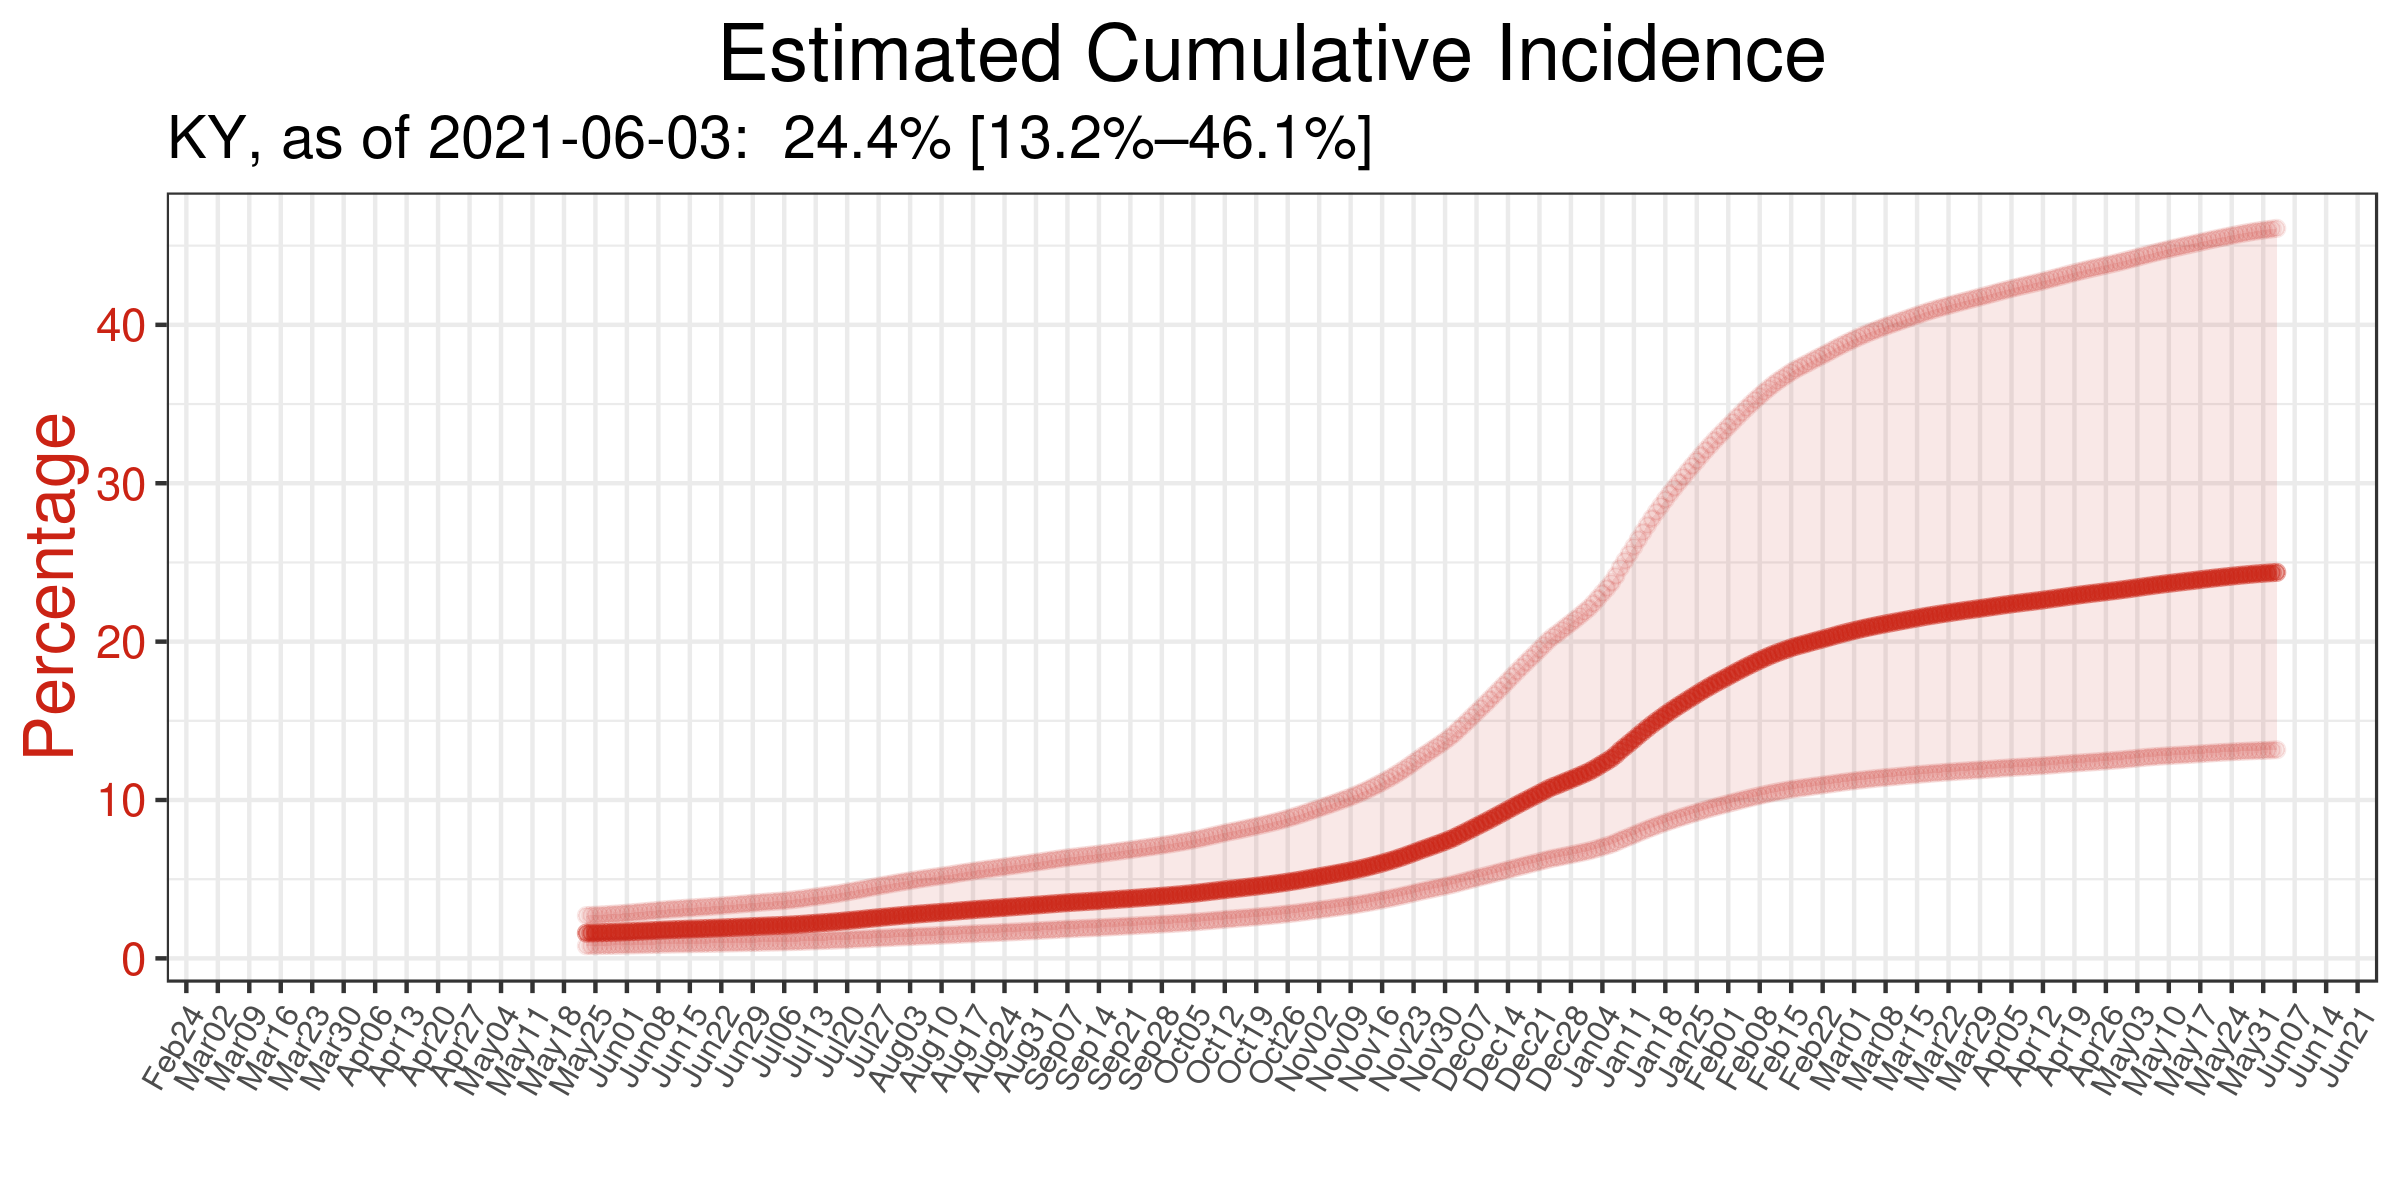 Estimated Cumulative Incidence
KY, as of 2021-06-03:  24.4% [13.2%–46.1%]
Percentage
40
30
20
10
0
Feb24
Mar02
Mar09
Mar16
Mar23
Mar30
Apr06
Apr13
Apr20
Apr27
May04
May11
May18
May25
Jun01
Jun08
Jun15
Jun22
Jun29
Jul06
Jul13
Jul20
Jul27
Aug03
Aug10
Aug17
Aug24
Aug31
Sep07
Sep14
Sep21
Sep28
Oct05
Oct12
Oct19
Oct26
Nov02
Nov09
Nov16
Nov23
Nov30
Dec07
Dec14
Dec21
Dec28
Jan04
Jan11
Jan18
Jan25
Feb01
Feb08
Feb15
Feb22
Mar01
Mar08
Mar15
Mar22
Mar29
Apr05
Apr12
Apr19
Apr26
May03
May10
May17
May24
May31
Jun07
Jun14
Jun21